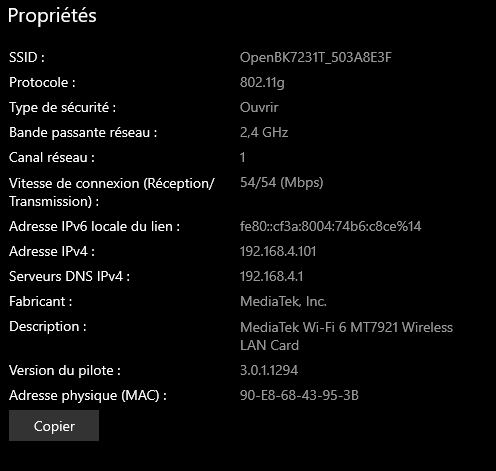 Propriétés
SSID : OpenBK7231T_503A8E3F
Protocole : 802.11g
Type de sécurité : Ouvrir
Bande passante réseau : 2,4 GHz
Canal réseau : 1
Vitesse de connexion (Réception/ 54/54 (Mbps)
Transmission) :
Adresse IPv6 locale du lien : fe80::cf3a:8004:74b6:c8ce%14
Adresse IPv4 : 192.168.4.101
Serveurs DNS IPv4 : 192.168.4.1
Fabricant : MediaTek, Inc.
Description : MediaTek Wi-Fi 6 MT7921 Wireless
LAN Card
Version du pilote : 3.0.1.1294
Adresse physique (MAC) : 90-E8-68-43-95-3B
Copier